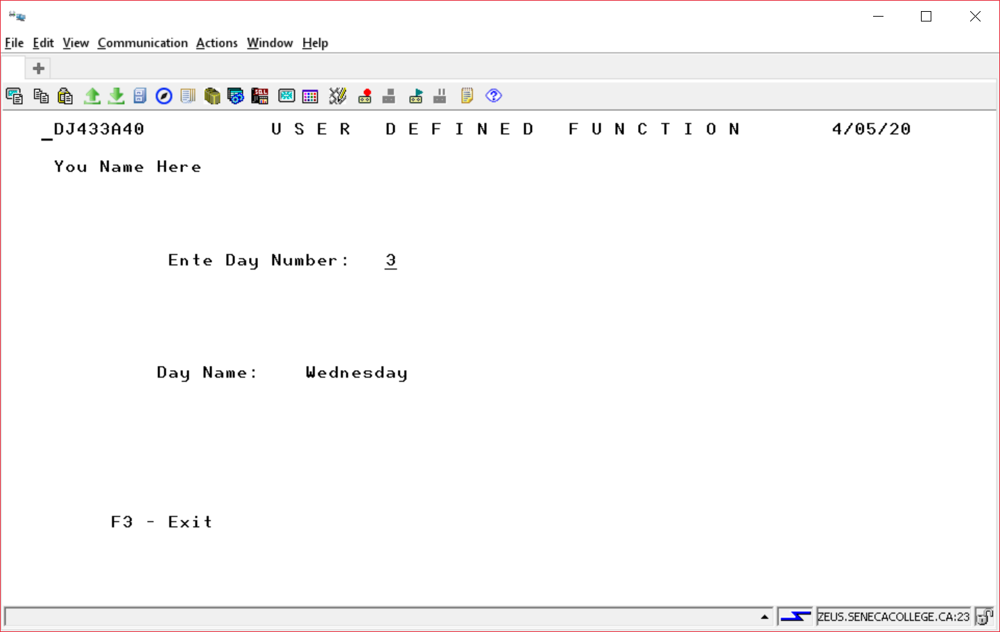 File Edit View Communication Actions Window Help
_DJ433A40 U S E R D E F I N E D F U N C T I O N 4/05/20
You Name Here
Ente Day Number: 3
Day Name: Wednesday
F3 - Exit
ZEUS.SENECACOLLEGE.CA:23